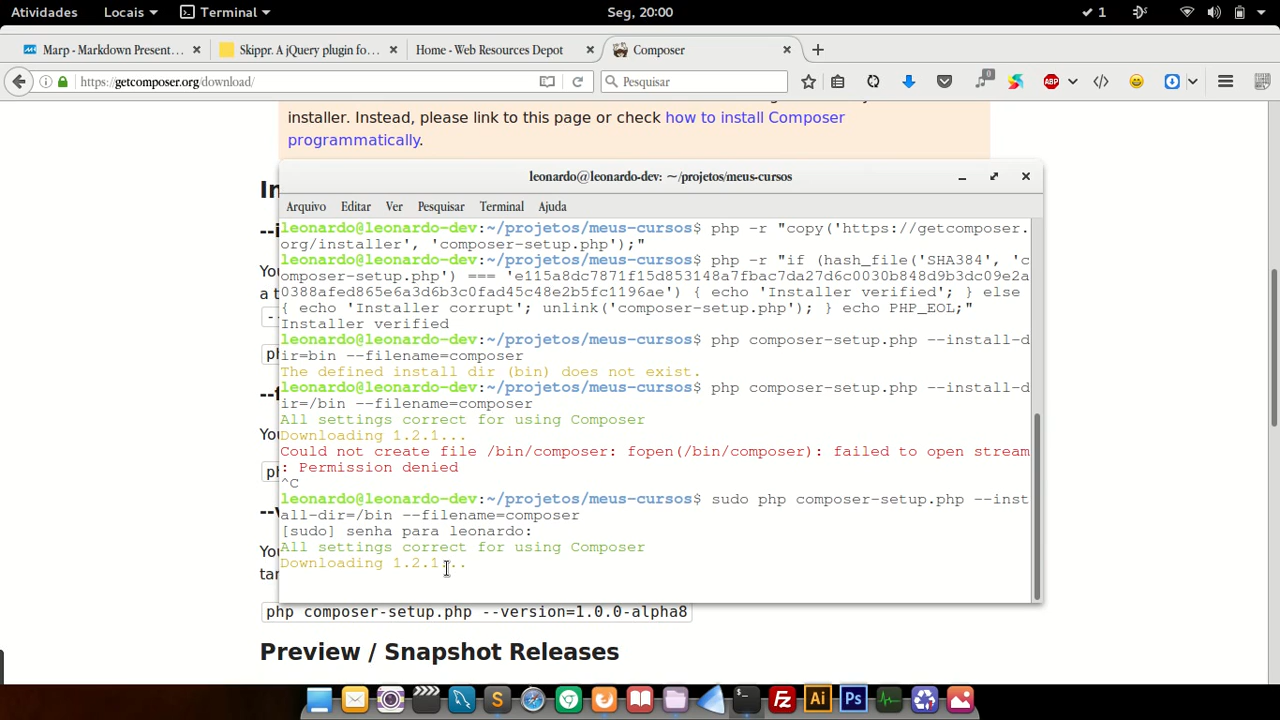 Atividades Locais Terminal Seg, 20:00 1
Marp - Markdown Present... Skippr. A jQuery plugin fo... Home - Web Resources Depot Composer
https://getcomposer.org/download/ Pesquisar 0 ABP
installer. Instead, please link to this page or check how to install Composer
programmatically.
leonardo@leonardo-dev: ~/projetos/meus-cursos
Arquivo Editar Ver Pesquisar Terminal Ajuda
leonardo@leonardo-dev:~/projetos/meus-cursos$ php -r "copy('https://getcomposer.
org/installer', 'composer-setup.php');"
leonardo@leonardo-dev:~/projetos/meus-cursos$ php -r "if (hash_file('SHA384', 'c
omposer-setup.php') === 'e115a8dc7871f15d853148a7fbac7da27d6c0030b848d9b3dc09e2a
0388afed865e6a3d6b3c0fad45c48e2b5fc1196ae') { echo 'Installer verified'; } else
{ echo 'Installer corrupt'; unlink('composer-setup.php'); } echo PHP_EOL;"
Installer verified
leonardo@leonardo-dev:~/projetos/meus-cursos$ php composer-setup.php --install-d
ir=bin --filename=composer
The defined install dir (bin) does not exist.
leonardo@leonardo-dev:~/projetos/meus-cursos$ php composer-setup.php --install-d
ir=/bin --filename=composer
All settings correct for using Composer
Downloading 1.2.1...
Could not create file /bin/composer: fopen(/bin/composer): failed to open stream
: Permission denied
^C
leonardo@leonardo-dev:~/projetos/meus-cursos$ sudo php composer-setup.php --inst
all-dir=/bin --filename=composer
[sudo] senha para leonardo:
All settings correct for using Composer
Downloading 1.2.1...
php composer-setup.php --version=1.0.0-alpha8
Preview / Snapshot Releases
Ai Ps